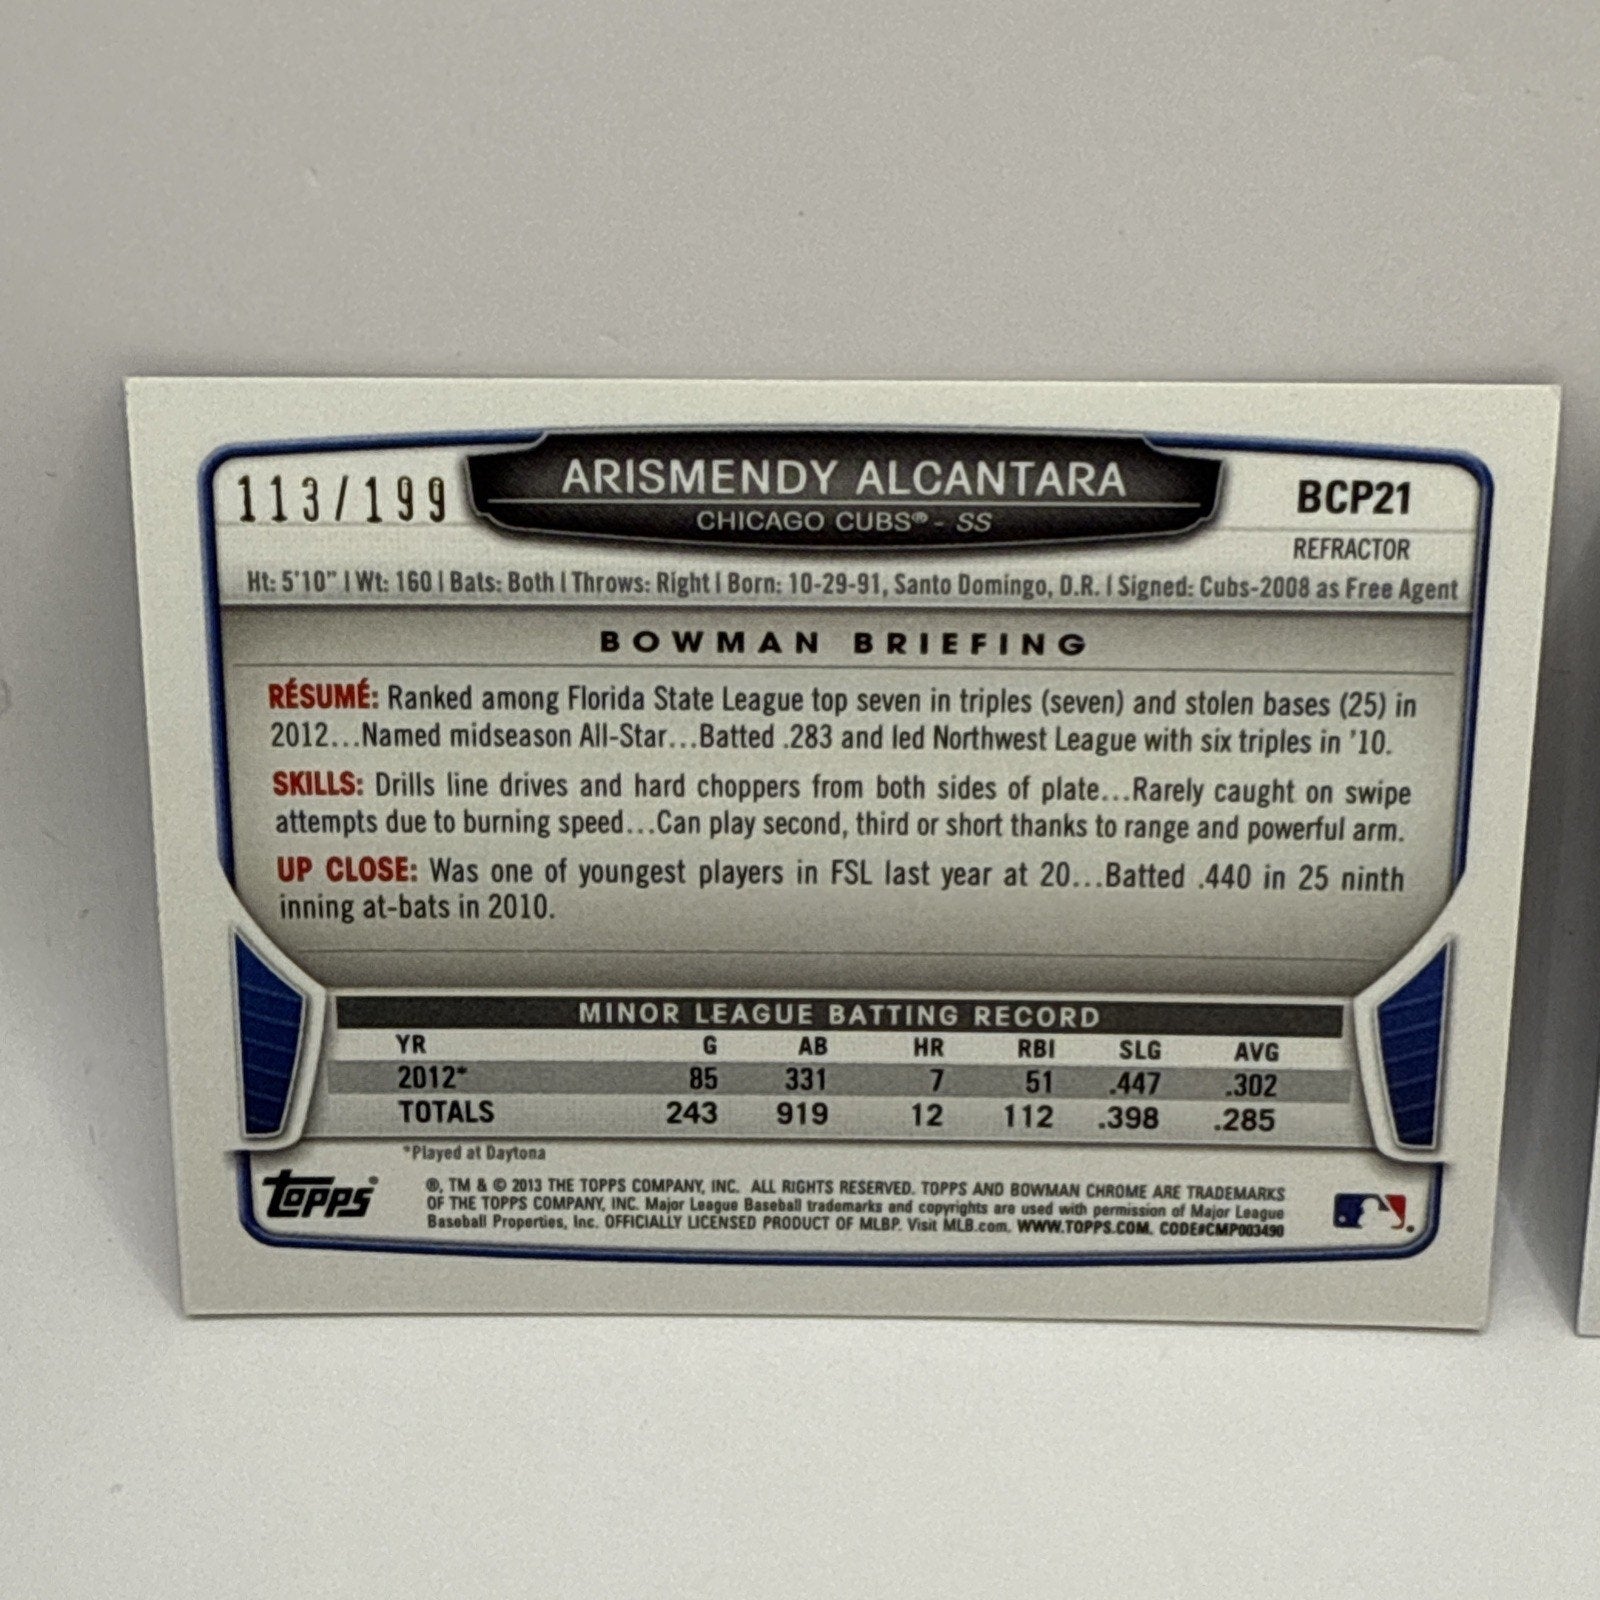 113/199
ARISMENDY ALCANTARA
CHICAGO CUBS® - SS
BCP21
REFRACTOR
Ht: 5'10" | Wt: 160 | Bats: Both | Throws: Right | Born: 10-29-91, Santo Domingo, D.R. | Signed: Cubs-2008 as Free Agent
BOWMAN BRIEFING
RÉSUMÉ: Ranked among Florida State League top seven in triples (seven) and stolen bases (25) in
2012...Named midseason All-Star...Batted .283 and led Northwest League with six triples in '10.
SKILLS: Drills line drives and hard choppers from both sides of plate...Rarely caught on swipe
attempts due to burning speed...Can play second, third or short thanks to range and powerful arm.
UP CLOSE: Was one of youngest players in FSL last year at 20...Batted .440 in 25 ninth
inning at-bats in 2010.
MINOR LEAGUE BATTING RECORD
YR G AB HR RBI SLG AVG
2012* 85 331 7 51 .447 .302
TOTALS 243 919 12 112 .398 .285
*Played at Daytona
topps®
®, TM & © 2013 THE TOPPS COMPANY, INC. ALL RIGHTS RESERVED. TOPPS AND BOWMAN CHROME ARE TRADEMARKS
OF THE TOPPS COMPANY, INC. Major League Baseball trademarks and copyrights are used with permission of Major League
Baseball Properties, Inc. OFFICIALLY LICENSED PRODUCT OF MLBP. Visit MLB.com. WWW.TOPPS.COM. CODE#CMP003490